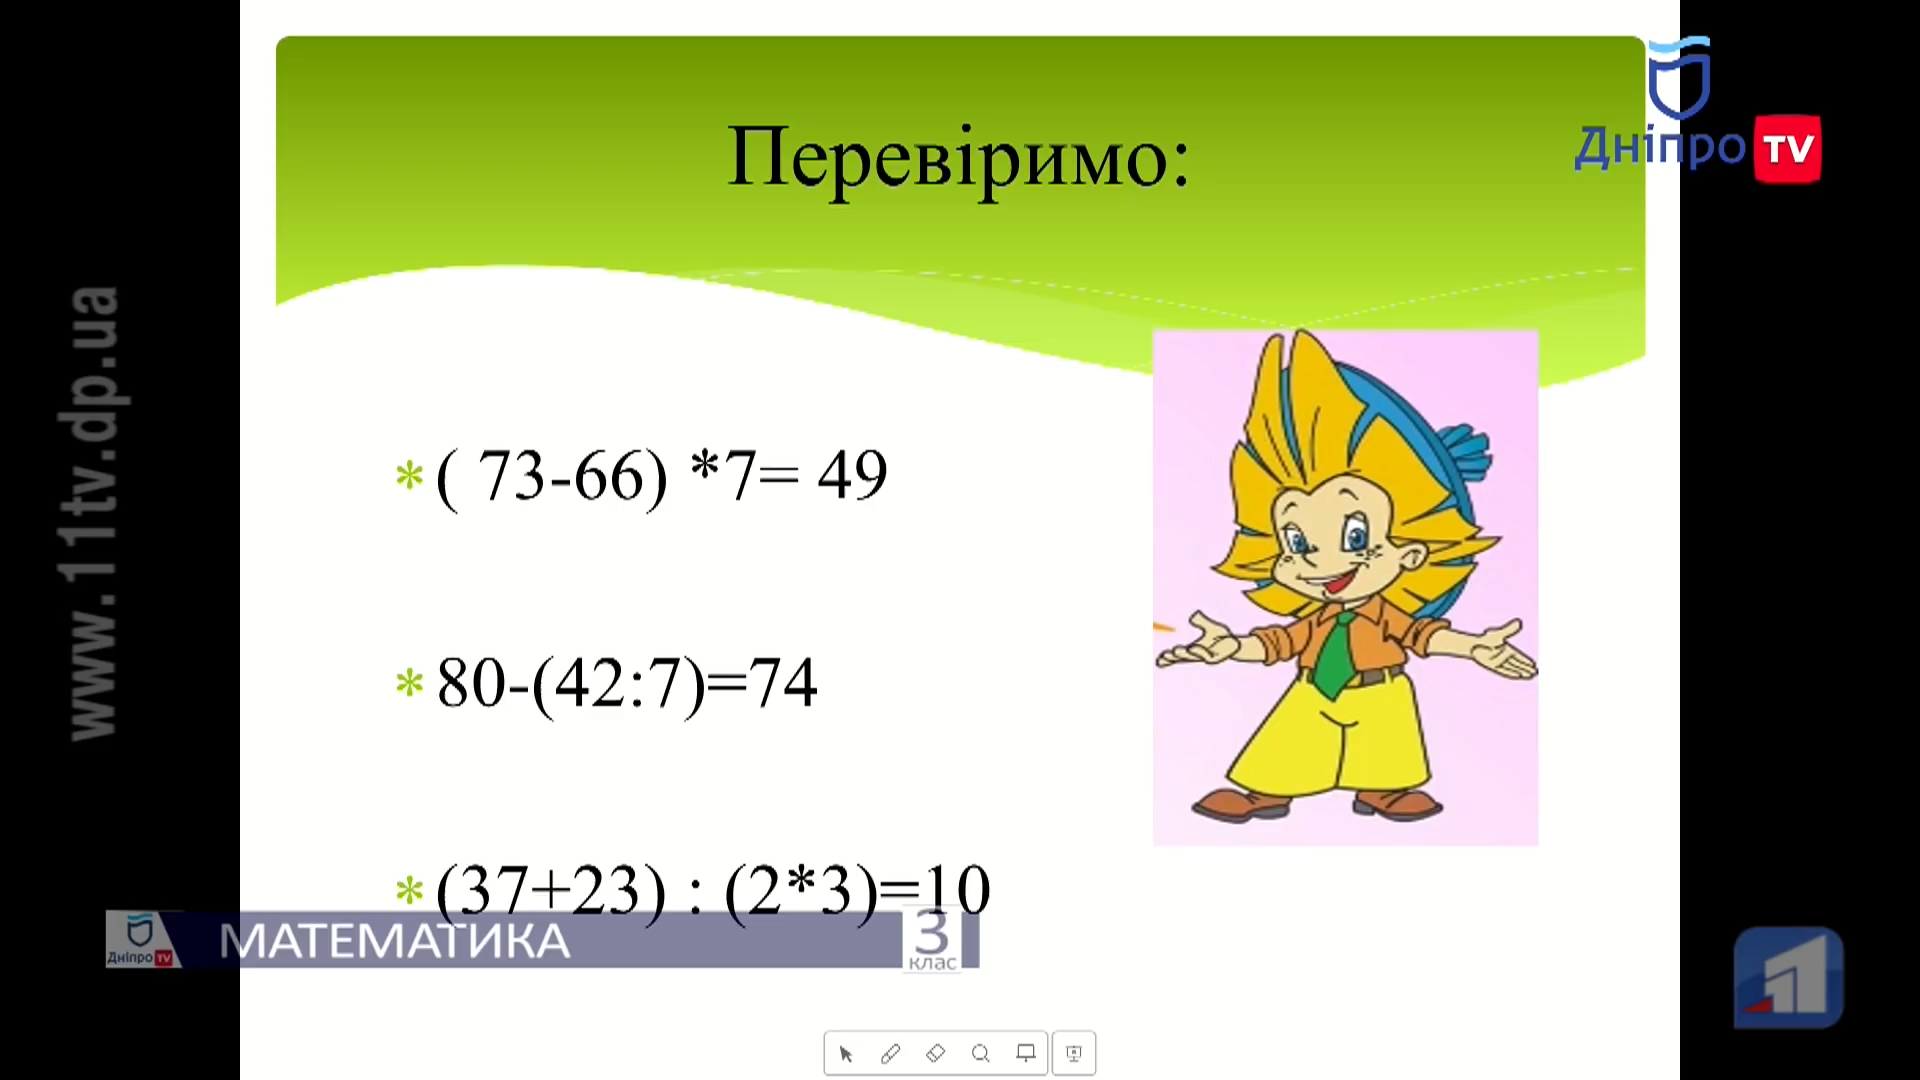 Перевіримо:
Дніпро TV
www.11tv.dp.ua
* ( 73-66) *7= 49
* 80-(42:7)=74
* (37+23) : (2*3)=10
Дніпро TV
МАТЕМАТИКА
3
клас
11